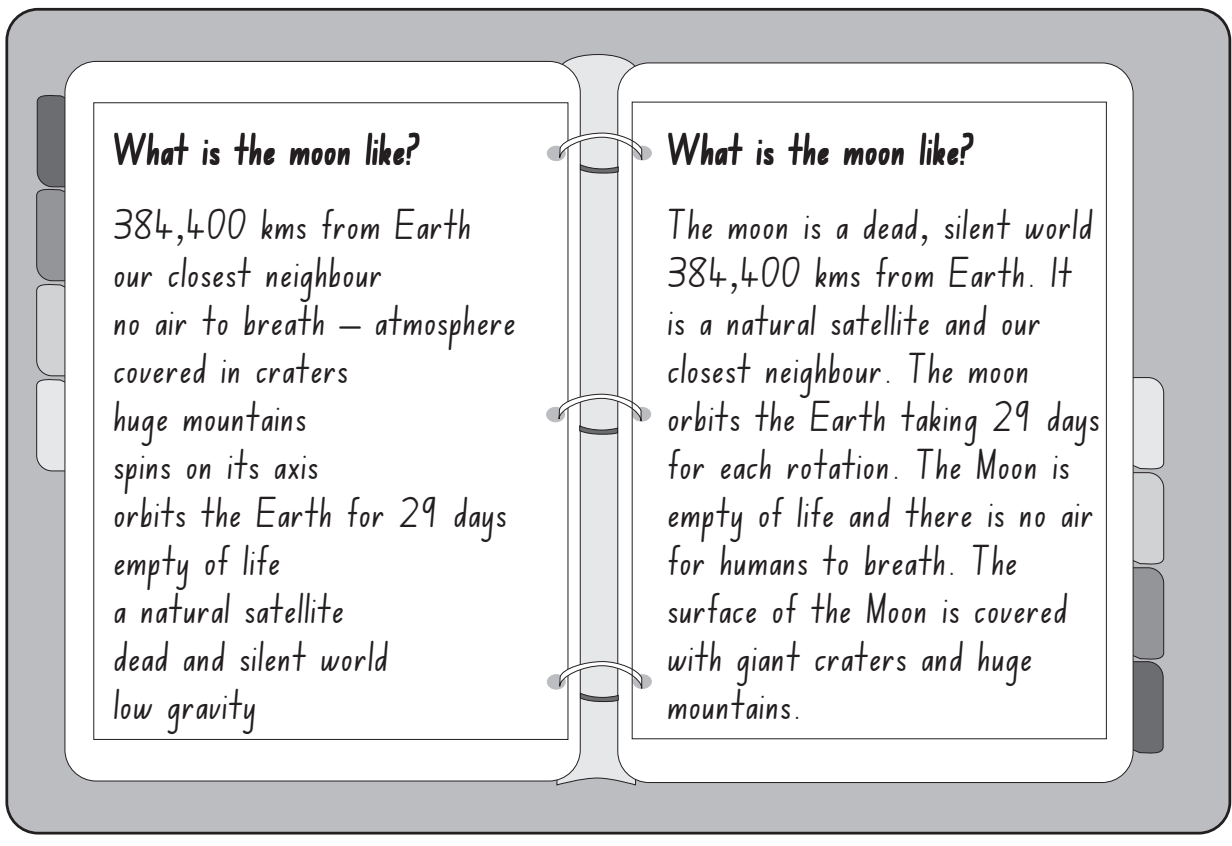 What is the moon like?
384,400 kms from Earth
our closest neighbour
no air to breath – atmosphere
covered in craters
huge mountains
spins on its axis
orbits the Earth for 29 days
empty of life
a natural satellite
dead and silent world
low gravity
What is the moon like?
The moon is a dead, silent world
384,400 kms from Earth. It
is a natural satellite and our
closest neighbour. The moon
orbits the Earth taking 29 days
for each rotation. The Moon is
empty of life and there is no air
for humans to breath. The
surface of the Moon is covered
with giant craters and huge
mountains.